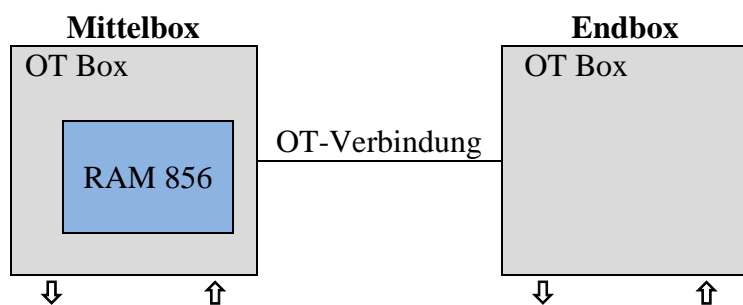 Mittelbox
Endbox
OT Box
OT Box
OT-Verbindung
RAM 856